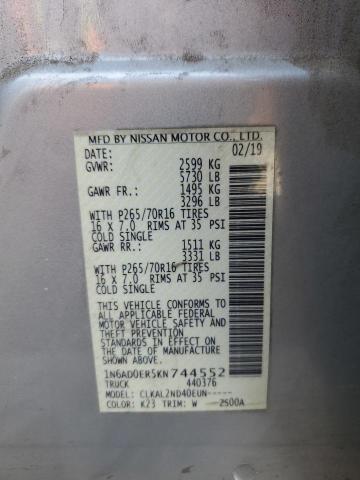 MFD BY NISSAN MOTOR CO., LTD.
DATE: 02/19
GVWR: 2599 KG
5730 LB
GAWR FR.: 1495 KG
3296 LB
WITH P265/70R16 TIRES
16 X 7.0 RIMS AT 35 PSI
COLD SINGLE
GAWR RR.: 1511 KG
3331 LB
WITH P265/70R16 TIRES
16 X 7.0 RIMS AT 35 PSI
COLD SINGLE
THIS VEHICLE CONFORMS TO
ALL APPLICABLE FEDERAL
MOTOR VEHICLE SAFETY AND
THEFT PREVENTION
STANDARDS IN EFFECT ON
THE DATE OF MANUFACTURE
SHOWN ABOVE.
1N6AD0ER5KN744552
TRUCK 440376
MODEL: CLKAL2ND40EUN-----
COLOR: K23 TRIM: W 2500A